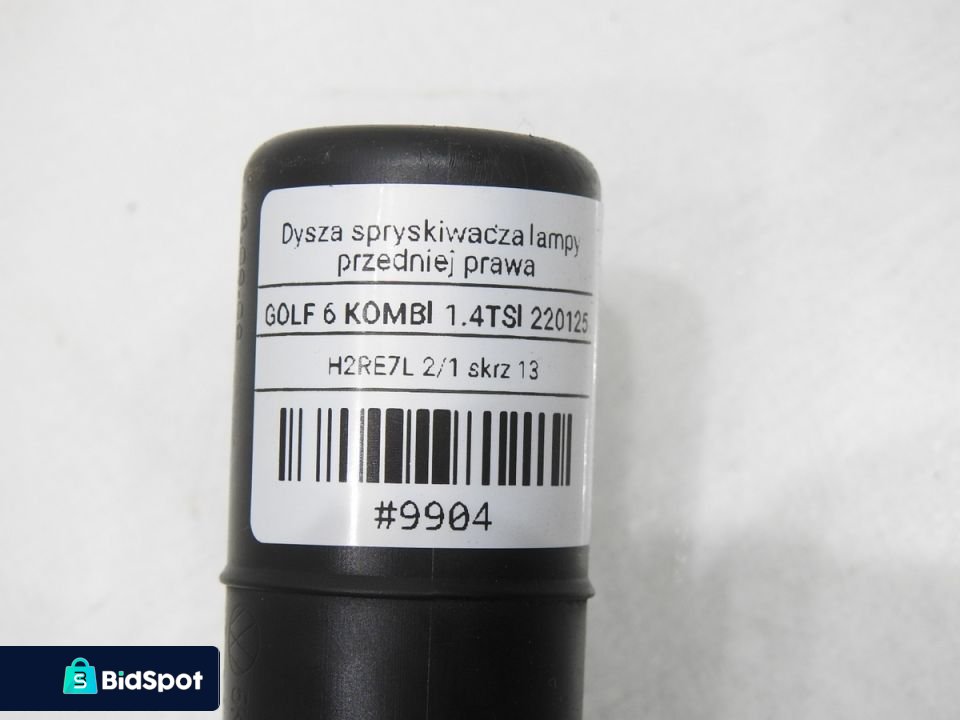 Dysza spryskiwacza lampy
przedniej prawa
GOLF 6 KOMBI 1.4TSI 220125
H2RE7L 2/1 skrz 13
#9904
BidSpot